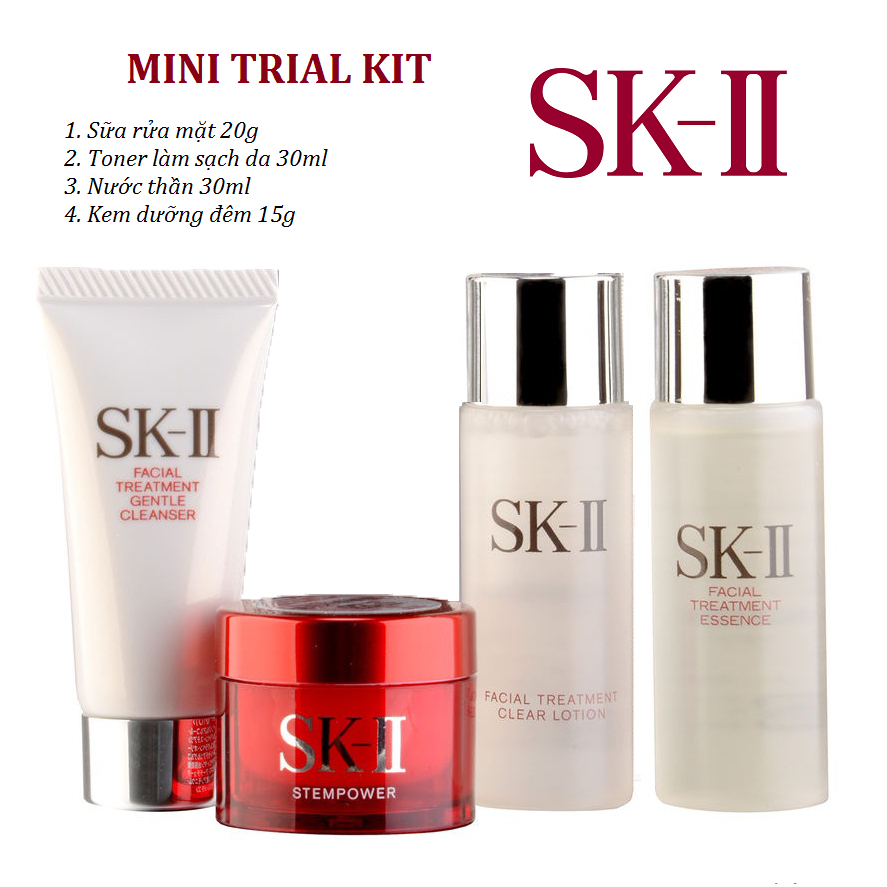 MINI TRIAL KIT
SK-II
1. Sữa rửa mặt 20g
2. Toner làm sạch da 30ml
3. Nước thần 30ml
4. Kem dưỡng đêm 15g
SK-II
FACIAL
TREATMENT
GENTLE
CLEANSER
SK-II
STEMPOWER
SK-II
FACIAL TREATMENT
CLEAR LOTION
SK-II
FACIAL
TREATMENT
ESSENCE